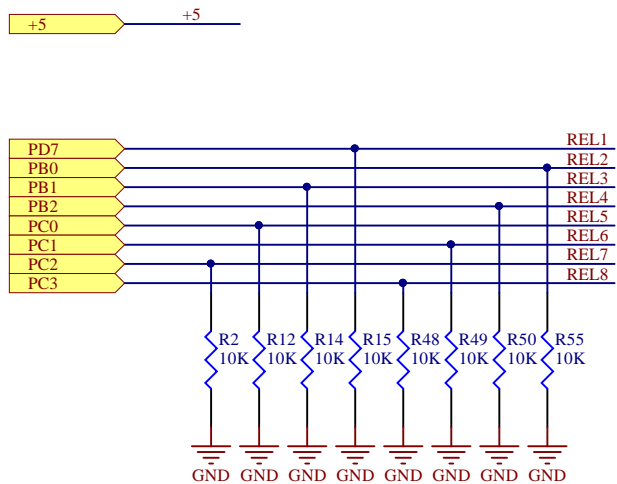 +5 +5
PD7 REL1
PB0 REL2
PB1 REL3
PB2 REL4
PC0 REL5
PC1 REL6
PC2 REL7
PC3 REL8
R2 R12 R14 R15 R48 R49 R50 R55
10K 10K 10K 10K 10K 10K 10K 10K
GND GND GND GND GND GND GND GND